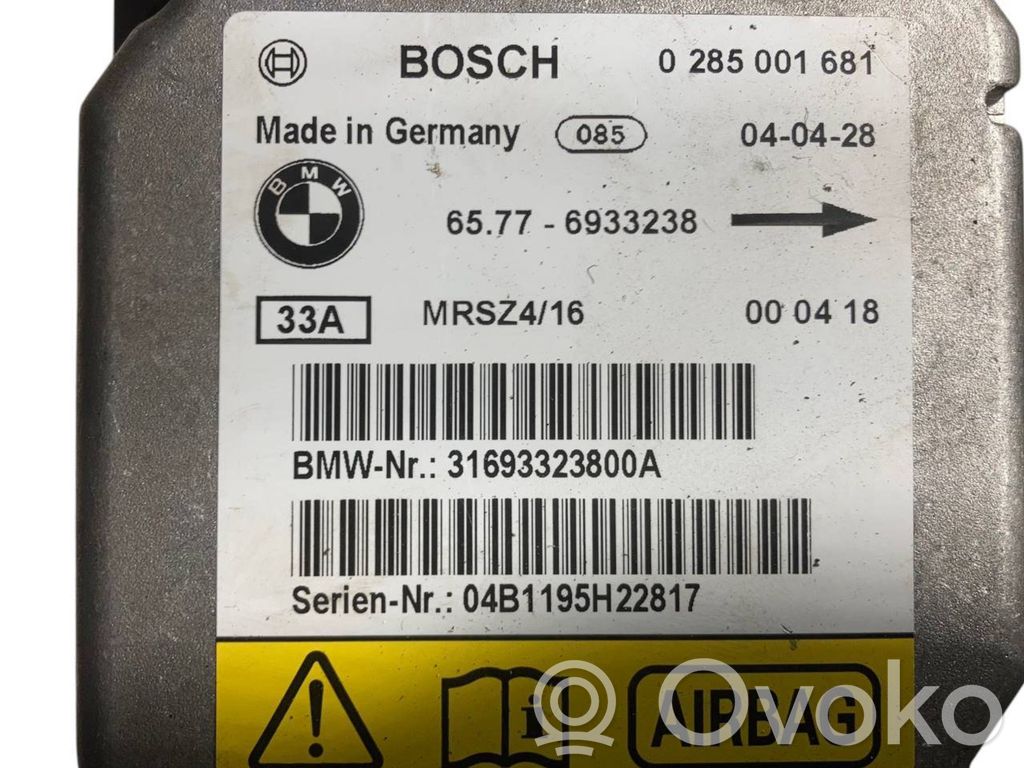 BOSCH 0 285 001 681
Made in Germany 085 04-04-28
BMW
65.77 - 6933238
33A MRSZ4/16 00 04 18
BMW-Nr.: 31693323800A
Serien-Nr.: 04B1195H22817
AIRBAG
Ovoko